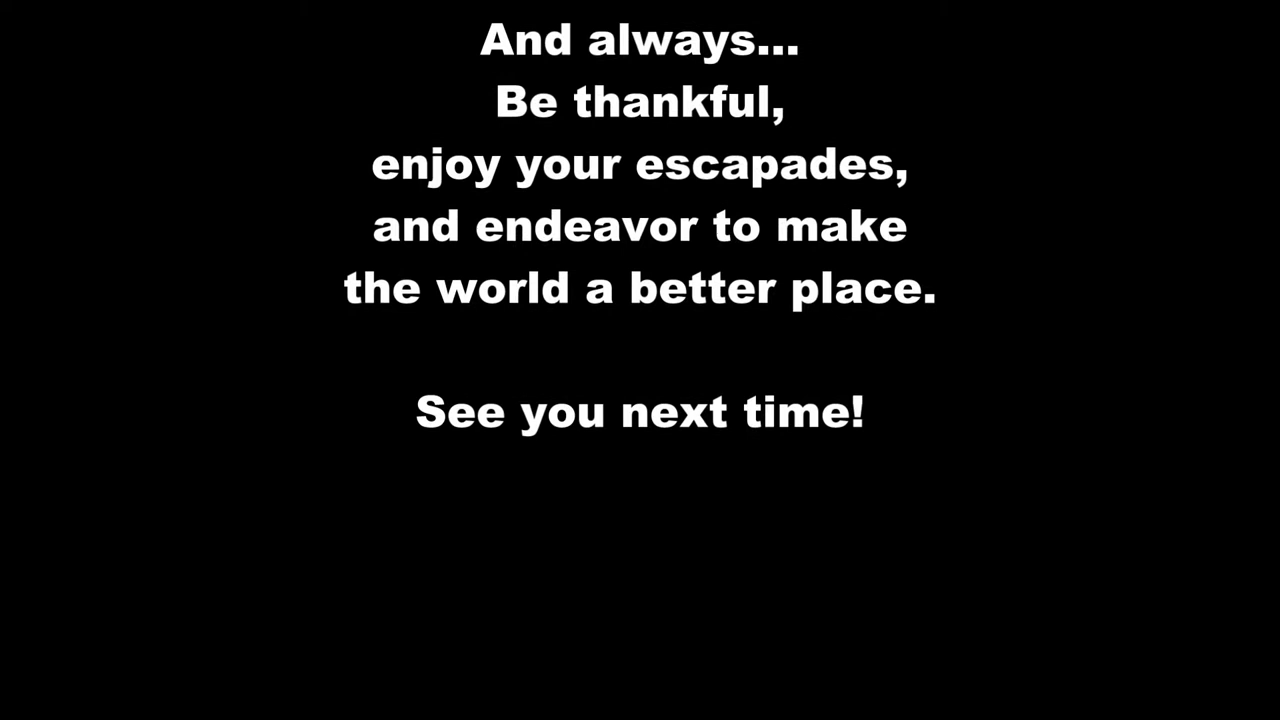 And always...
Be thankful,
enjoy your escapades,
and endeavor to make
the world a better place.
See you next time!